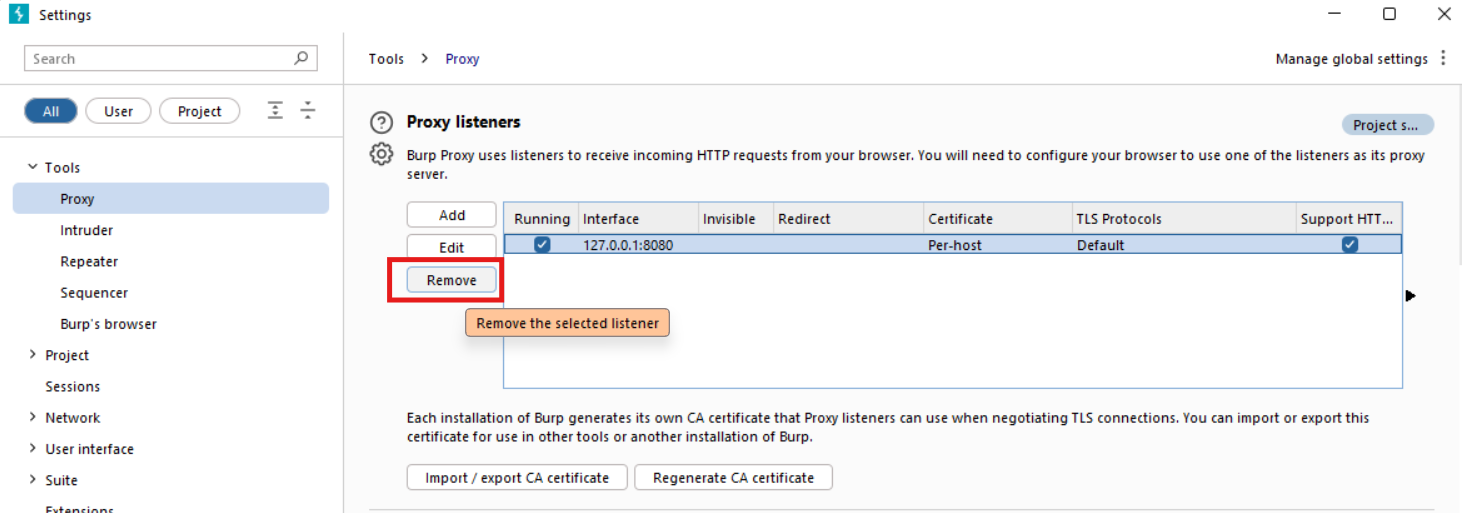 Settings
Search
Tools > Proxy
Manage global settings
All
User
Project
Tools
Proxy
Intruder
Repeater
Sequencer
Burp's browser
Project
Sessions
Network
User interface
Suite
Extensions
Proxy listeners
Project s...
Burp Proxy uses listeners to receive incoming HTTP requests from your browser. You will need to configure your browser to use one of the listeners as its proxy
server.
Add
Edit
Remove
Remove the selected listener
Running Interface Invisible Redirect Certificate TLS Protocols Support HTT...
127.0.0.1:8080 Per-host Default
Each installation of Burp generates its own CA certificate that Proxy listeners can use when negotiating TLS connections. You can import or export this
certificate for use in other tools or another installation of Burp.
Import / export CA certificate
Regenerate CA certificate